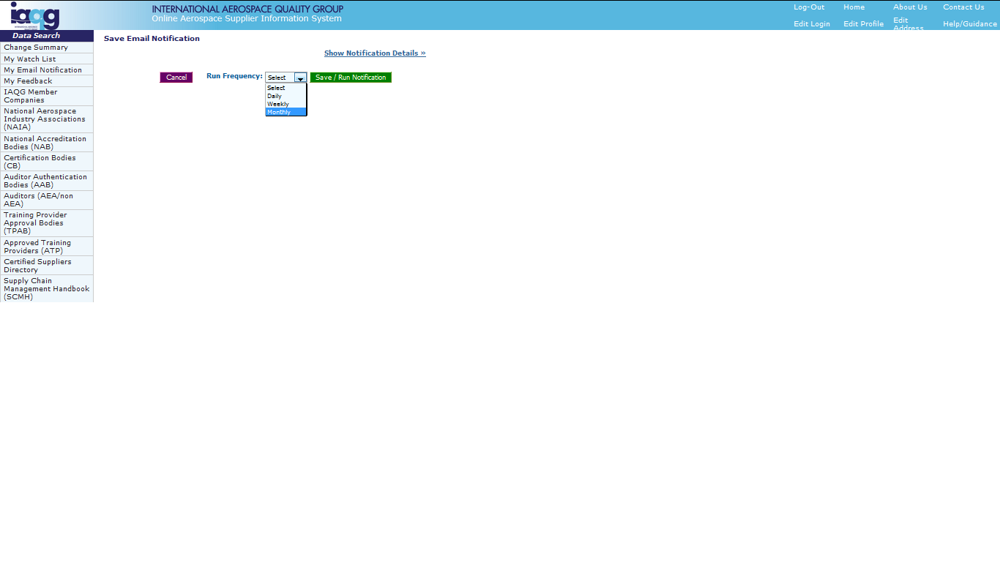 iaqg
INTERNATIONAL AEROSPACE QUALITY GROUP
Online Aerospace Supplier Information System
Log-Out
Home
About Us
Contact Us
Edit Login
Edit Profile
Edit
Address
Help/Guidance
Data Search
Change Summary
My Watch List
My Email Notification
My Feedback
IAQG Member
Companies
National Aerospace
Industry Associations
(NAIA)
National Accreditation
Bodies (NAB)
Certification Bodies
(CB)
Auditor Authentication
Bodies (AAB)
Auditors (AEA/non
AEA)
Training Provider
Approval Bodies
(TPAB)
Approved Training
Providers (ATP)
Certified Suppliers
Directory
Supply Chain
Management Handbook
(SCMH)
Save Email Notification
Show Notification Details »
Cancel
Run Frequency:
Select
Save / Run Notification
Select
Daily
Weekly
Monthly